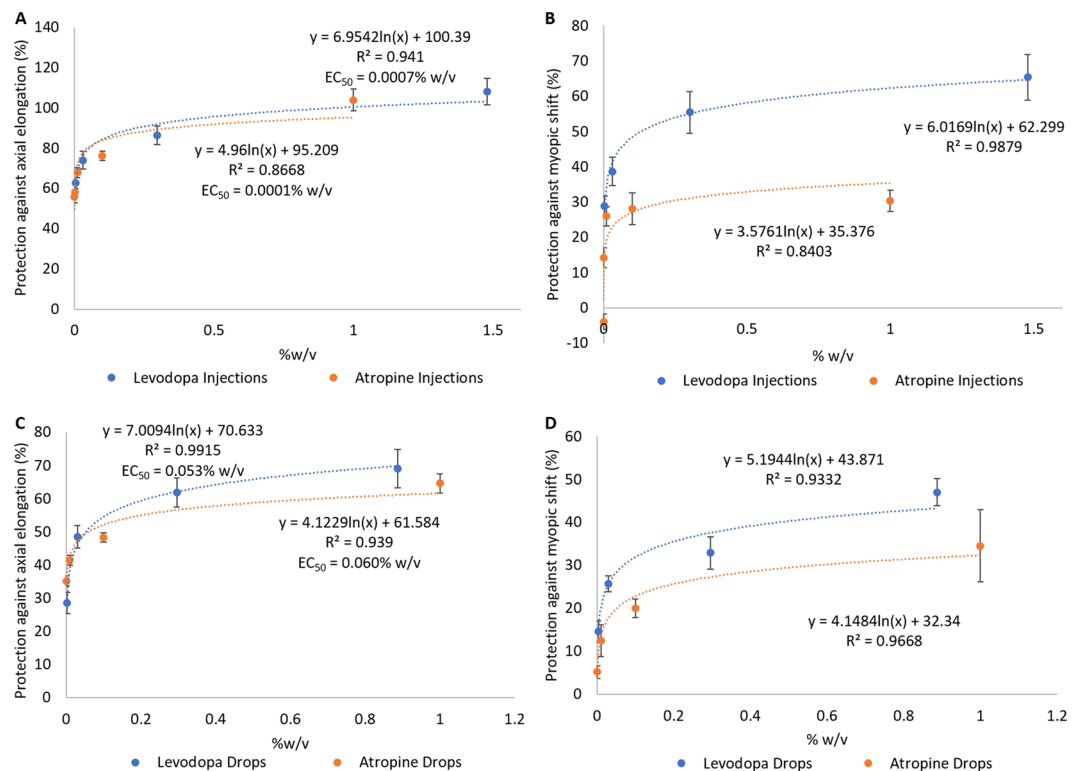 A
Protection against axial elongation (%)
140
120
100
80
60
40
20
0
y = 6.9542ln(x) + 100.39
R² = 0.941
EC₅₀ = 0.0007% w/v
y = 4.96ln(x) + 95.209
R² = 0.8668
EC₅₀ = 0.0001% w/v
0 0.5 1 1.5
%w/v
Levodopa Injections Atropine Injections
B
Protection against myopic shift (%)
80
70
60
50
40
30
20
10
0
-10
y = 6.0169ln(x) + 62.299
R² = 0.9879
y = 3.5761ln(x) + 35.376
R² = 0.8403
0 0.5 1 1.5
% w/v
Levodopa Injections Atropine Injections
C
Protection against axial elongation (%)
80
70
60
50
40
30
20
10
0
y = 7.0094ln(x) + 70.633
R² = 0.9915
EC₅₀ = 0.053% w/v
y = 4.1229ln(x) + 61.584
R² = 0.939
EC₅₀ = 0.060% w/v
0 0.2 0.4 0.6 0.8 1 1.2
%w/v
Levodopa Drops Atropine Drops
D
Protection against myopic shift (%)
60
50
40
30
20
10
0
y = 5.1944ln(x) + 43.871
R² = 0.9332
y = 4.1484ln(x) + 32.34
R² = 0.9668
0 0.2 0.4 0.6 0.8 1 1.2
% w/v
Levodopa Drops Atropine Drops